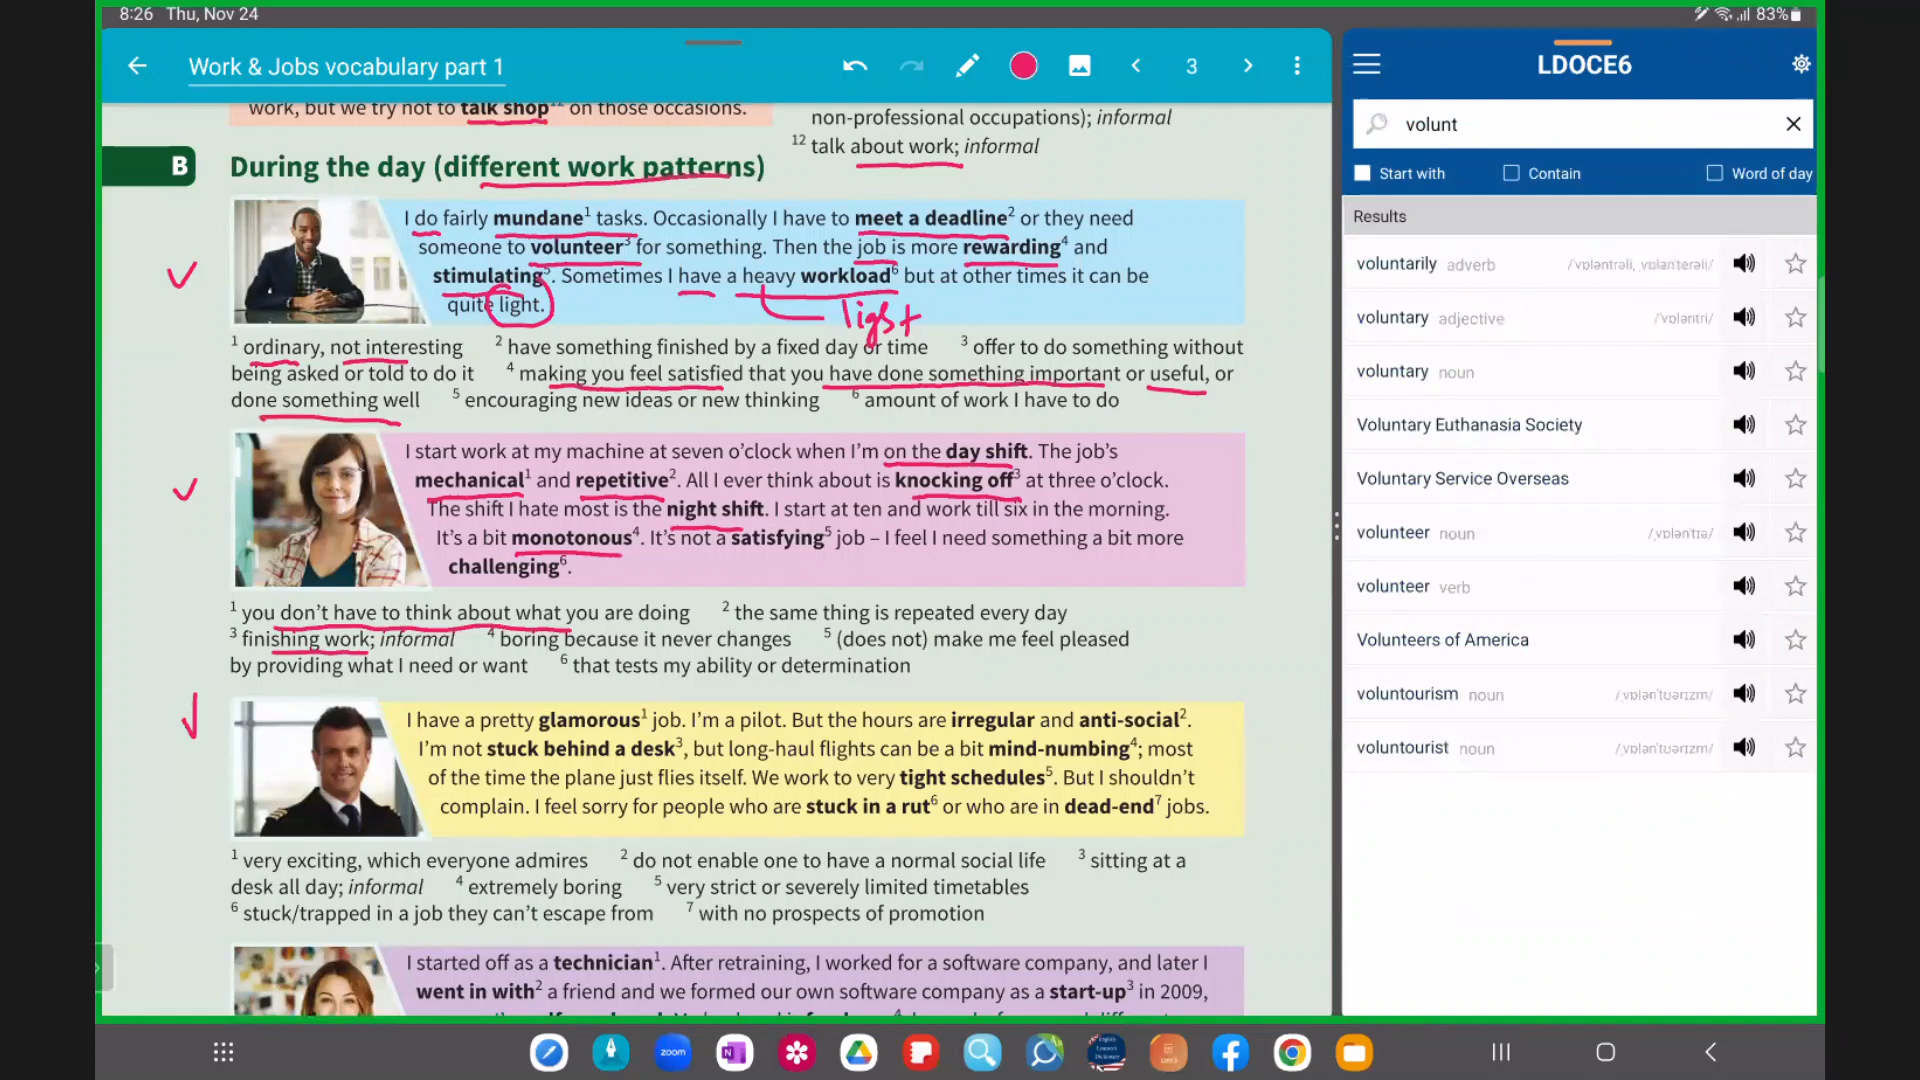 8:26 Thu, Nov 24
83%
Work & Jobs vocabulary part 1
3
work, but we try not to talk shop¹² on those occasions.
non-professional occupations); informal
¹² talk about work; informal
B During the day (different work patterns)
I do fairly mundane¹ tasks. Occasionally I have to meet a deadline² or they need
someone to volunteer³ for something. Then the job is more rewarding⁴ and
stimulating⁵. Sometimes I have a heavy workload⁶ but at other times it can be
quite light.
light
¹ ordinary, not interesting ² have something finished by a fixed day or time ³ offer to do something without
being asked or told to do it ⁴ making you feel satisfied that you have done something important or useful, or
done something well ⁵ encouraging new ideas or new thinking ⁶ amount of work I have to do
I start work at my machine at seven o’clock when I’m on the day shift. The job’s
mechanical¹ and repetitive². All I ever think about is knocking off³ at three o’clock.
The shift I hate most is the night shift. I start at ten and work till six in the morning.
It’s a bit monotonous⁴. It’s not a satisfying⁵ job – I feel I need something a bit more
challenging⁶.
¹ you don’t have to think about what you are doing ² the same thing is repeated every day
³ finishing work; informal ⁴ boring because it never changes ⁵ (does not) make me feel pleased
by providing what I need or want ⁶ that tests my ability or determination
I have a pretty glamorous¹ job. I’m a pilot. But the hours are irregular and anti-social².
I’m not stuck behind a desk³, but long-haul flights can be a bit mind-numbing⁴; most
of the time the plane just flies itself. We work to very tight schedules⁵. But I shouldn’t
complain. I feel sorry for people who are stuck in a rut⁶ or who are in dead-end⁷ jobs.
¹ very exciting, which everyone admires ² do not enable one to have a normal social life ³ sitting at a
desk all day; informal ⁴ extremely boring ⁵ very strict or severely limited timetables
⁶ stuck/trapped in a job they can’t escape from ⁷ with no prospects of promotion
I started off as a technician¹. After retraining, I worked for a software company, and later I
went in with² a friend and we formed our own software company as a start-up³ in 2009,
LDOCE6
volunt
Start with Contain Word of day
Results
voluntarily adverb /ˈvɒləntrəli, ˌvɒlənˈterəli/
voluntary adjective /ˈvɒləntri/
voluntary noun
Voluntary Euthanasia Society
Voluntary Service Overseas
volunteer noun /ˌvɒlənˈtɪə/
volunteer verb
Volunteers of America
voluntourism noun /ˌvɒlənˈtʊərɪzm/
voluntourist noun /ˌvɒlənˈtʊərɪzm/
zoom